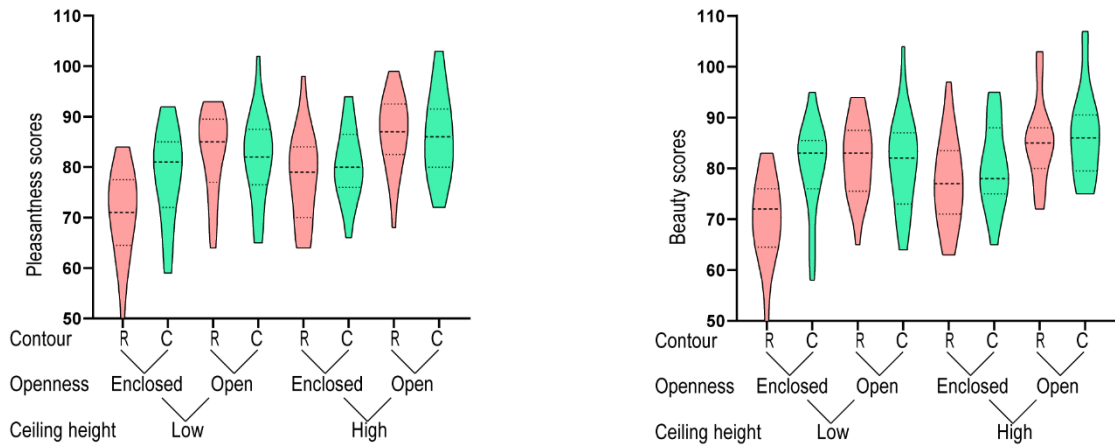 110
100
90
80
70
60
50
Pleasantness scores
Contour R C R C R C R C
Openness Enclosed Open Enclosed Open
Ceiling height Low High
110
100
90
80
70
60
50
Beauty scores
Contour R C R C R C R C
Openness Enclosed Open Enclosed Open
Ceiling height Low High